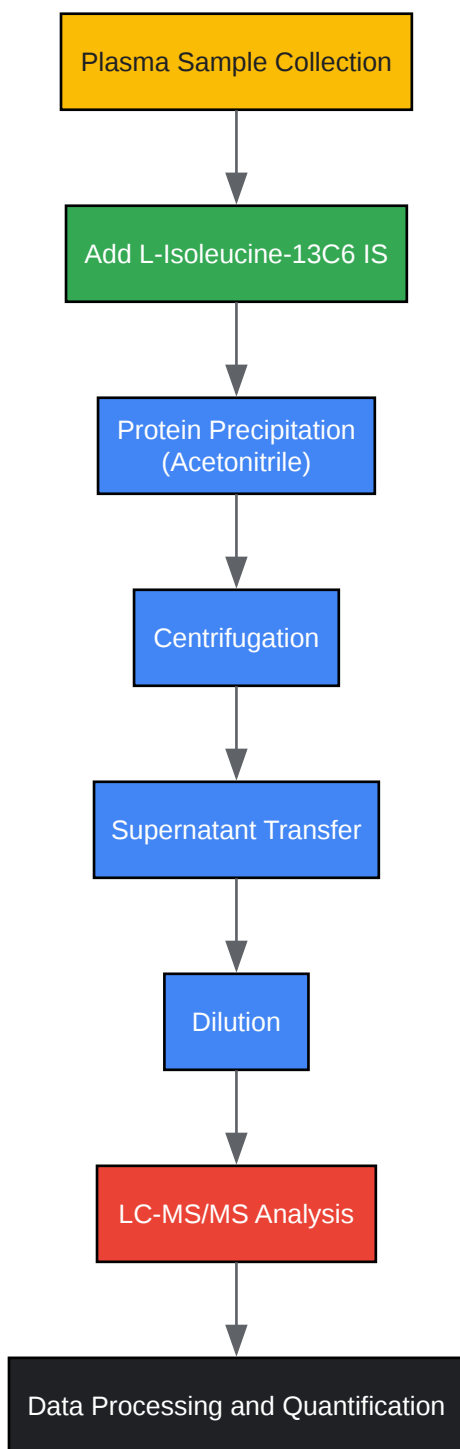 Plasma Sample Collection
Add L-Isoleucine-13C6 IS
Protein Precipitation
(Acetonitrile)
Centrifugation
Supernatant Transfer
Dilution
LC-MS/MS Analysis
Data Processing and Quantification